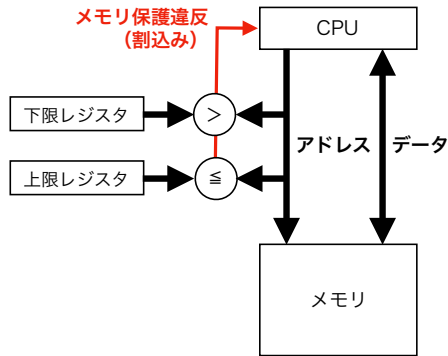 メモリ保護違反
（割込み）
CPU
下限レジスタ
＞
アドレス
データ
上限レジスタ
≦
メモリ